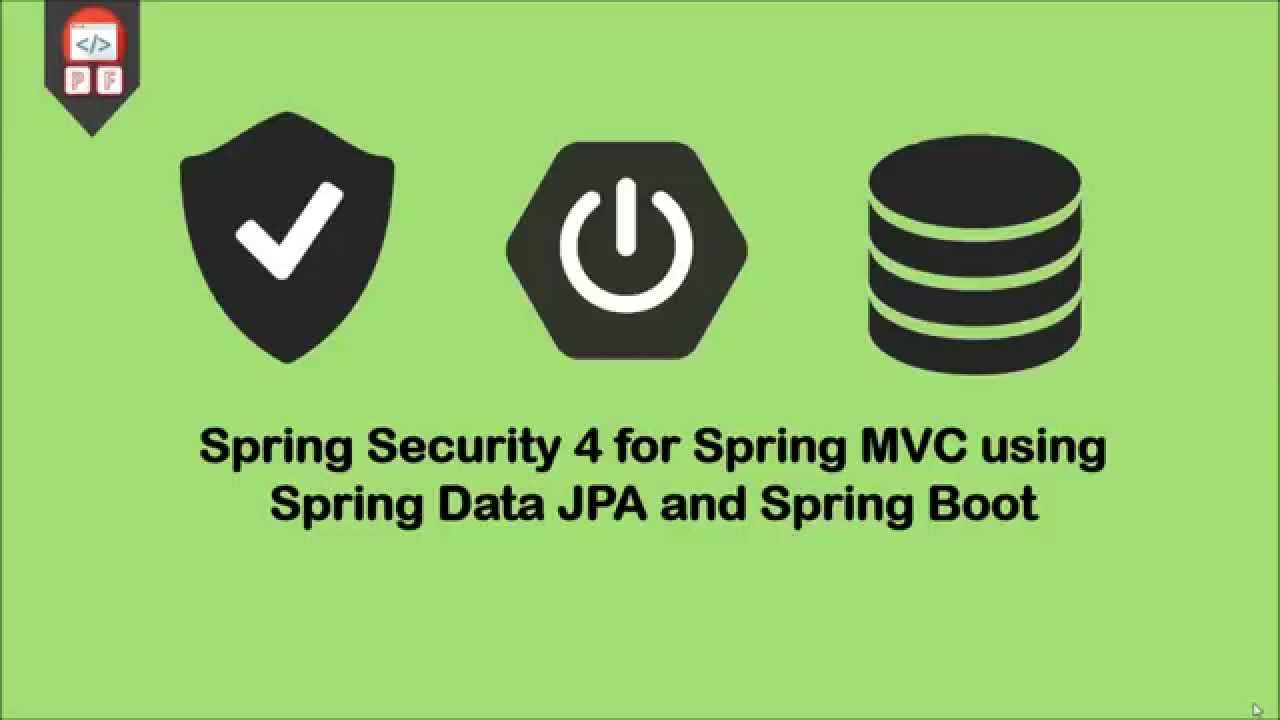 </>
P F
Spring Security 4 for Spring MVC using
Spring Data JPA and Spring Boot